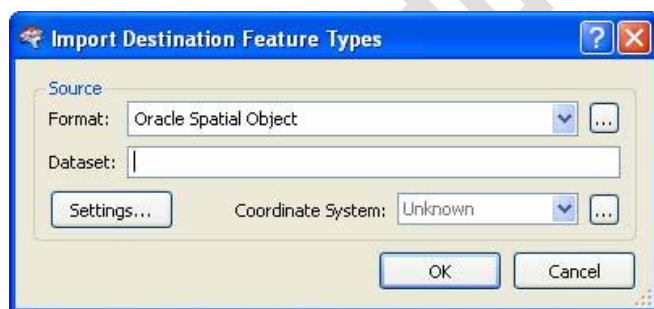 Import Destination Feature Types
Source
Format: Oracle Spatial Object
Dataset:
Settings... Coordinate System: Unknown
OK Cancel